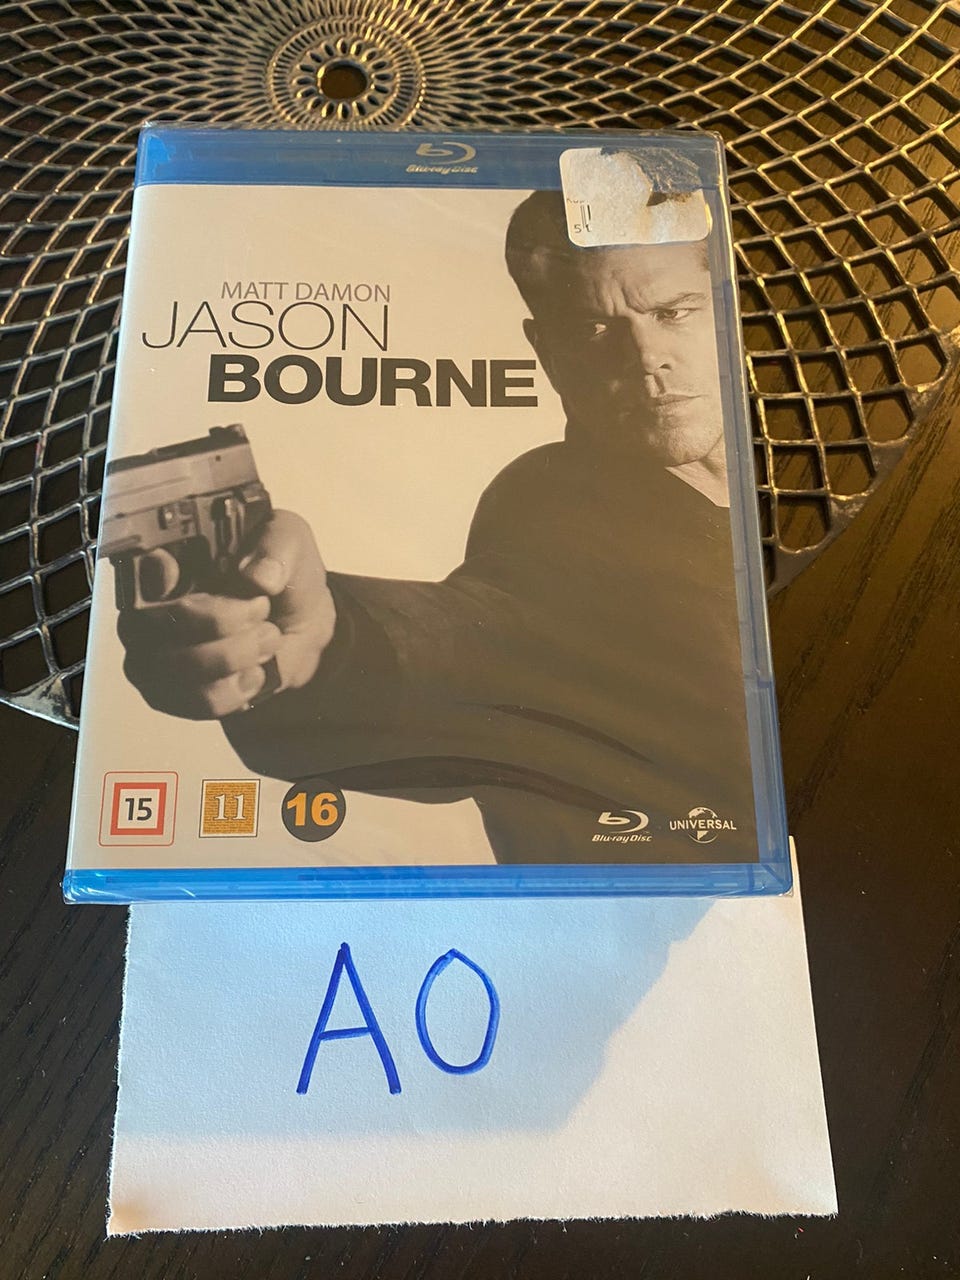 Blu-ray Disc
MATT DAMON
JASON
BOURNE
15
11
16
Blu-ray Disc
UNIVERSAL
AO